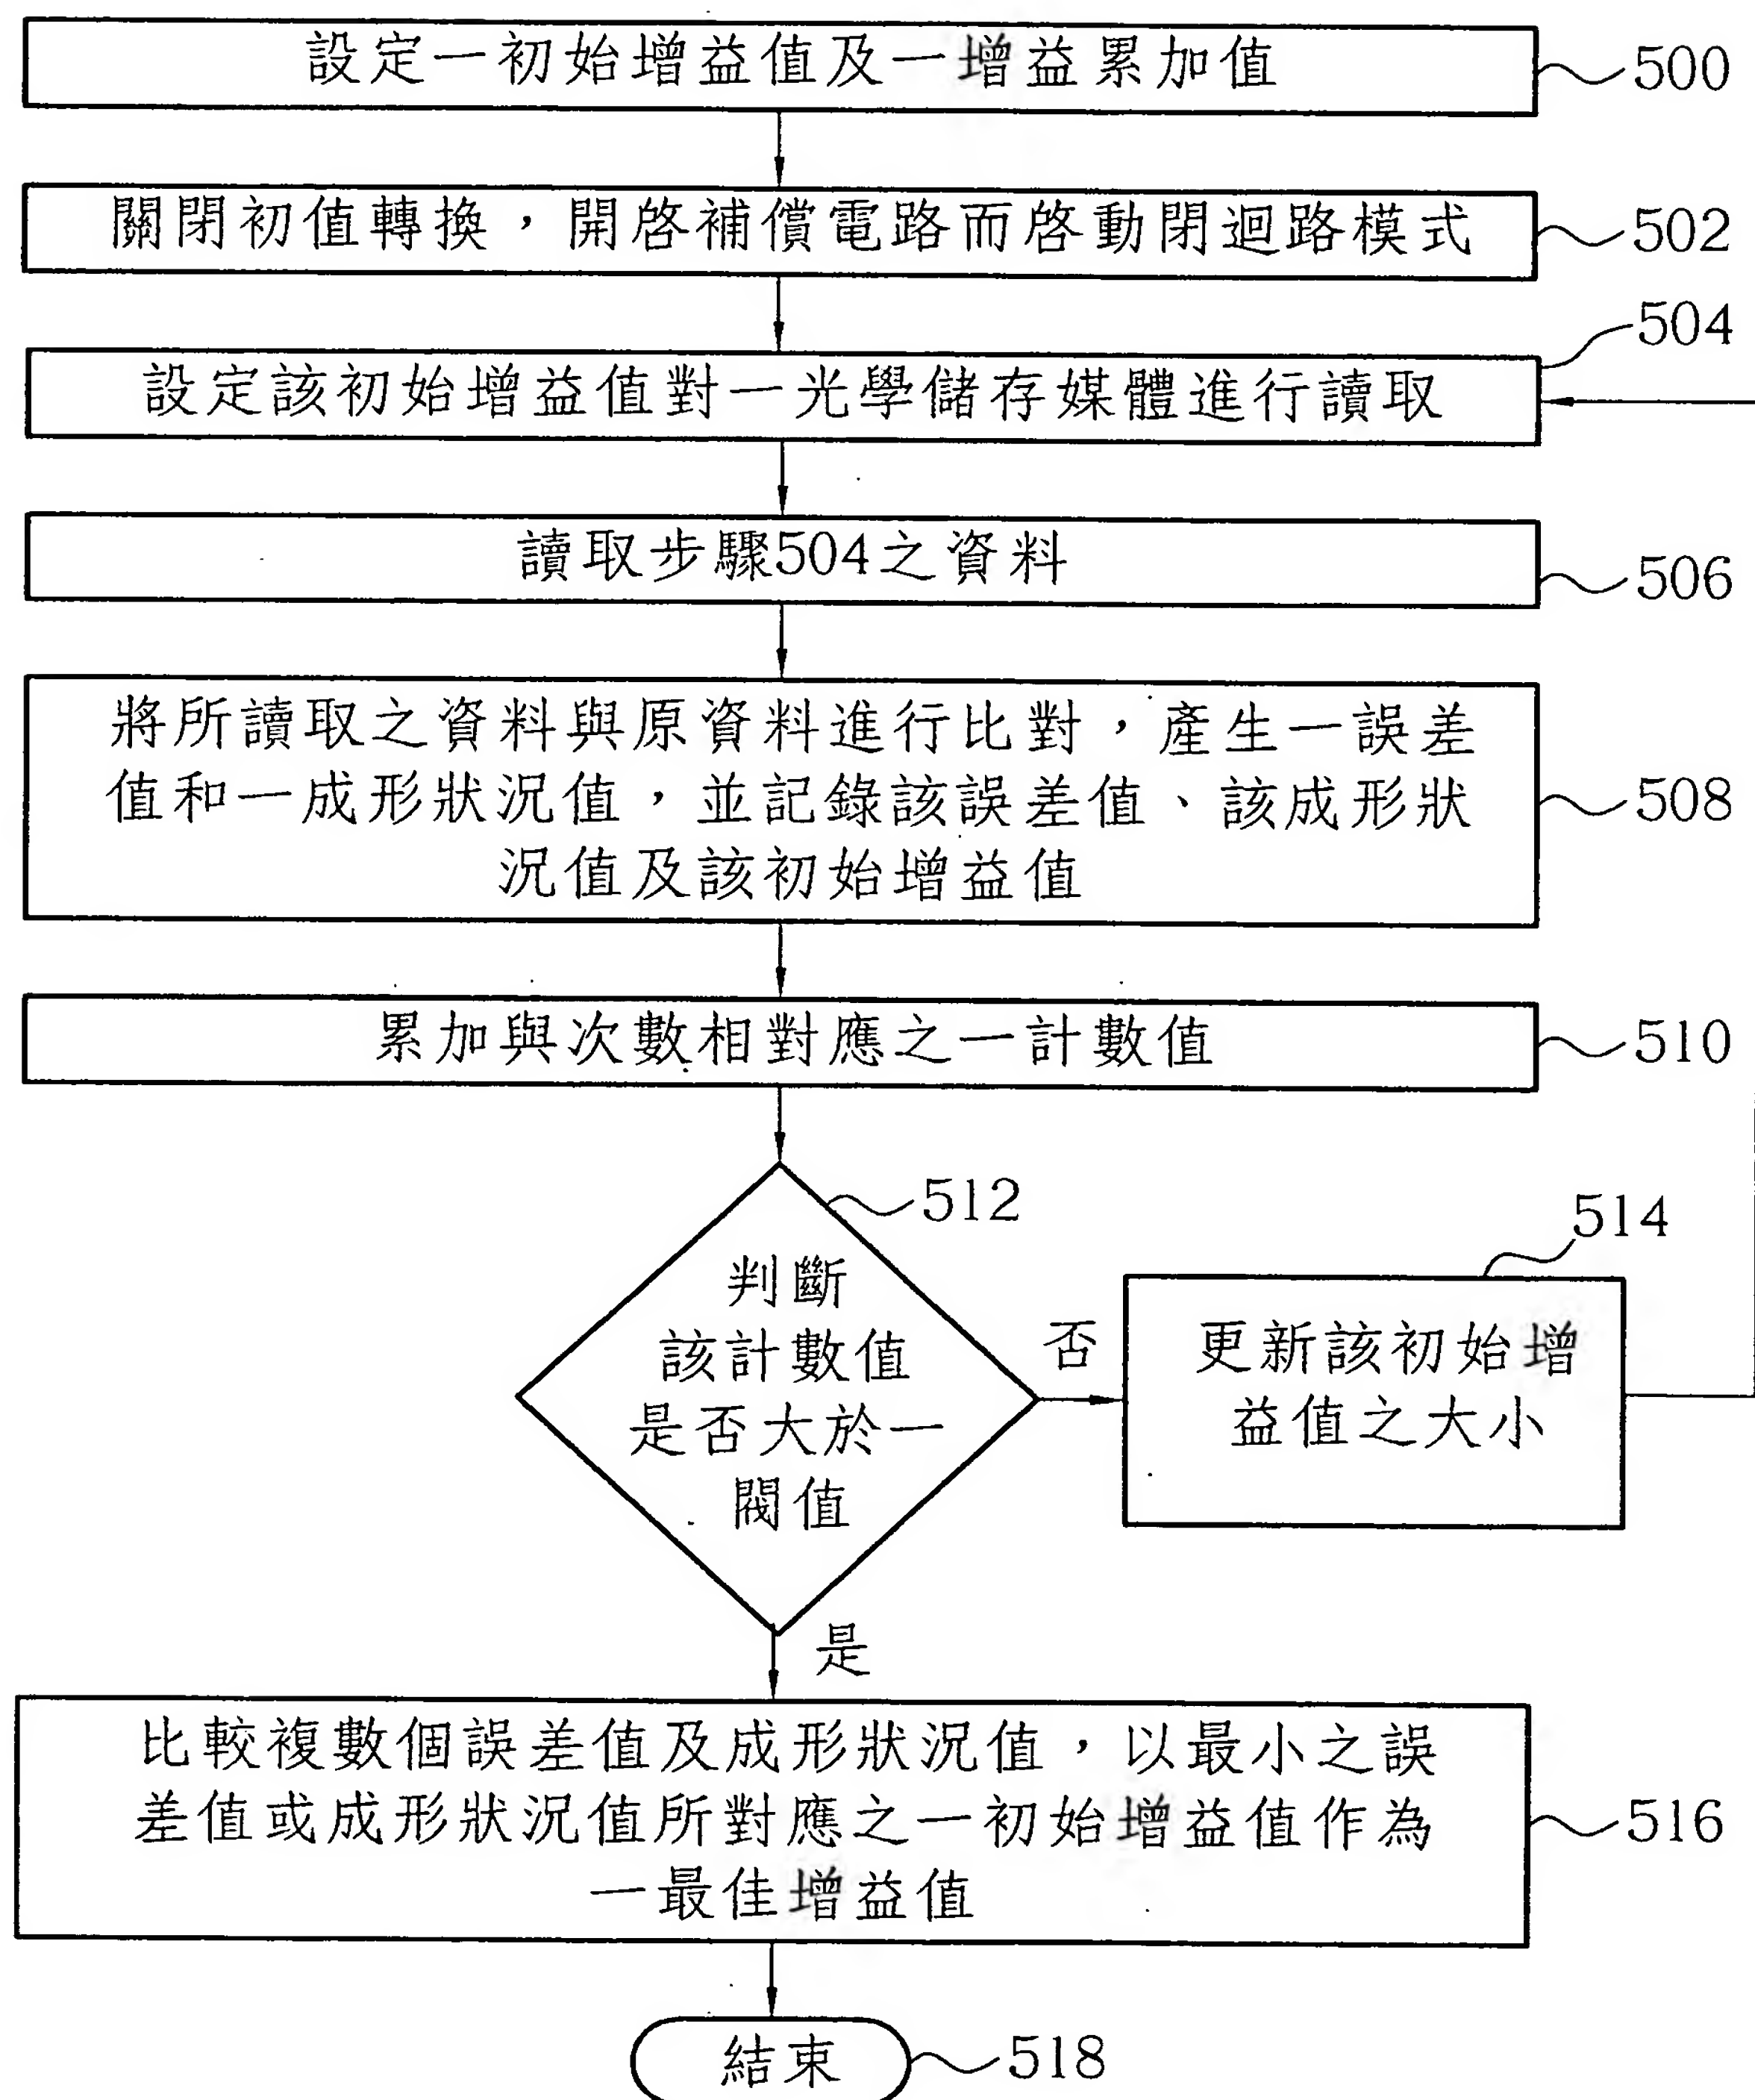 設定一初始增益值及一增益累加值
500
關閉初值轉換，開啓補償電路而啓動閉迴路模式
502
504
設定該初始增益值對一光學儲存媒體進行讀取
讀取步驟504之資料
506
將所讀取之資料與原資料進行比對，產生一誤差
值和一成形狀況值，並記錄該誤差值、該成形狀
況值及該初始增益值
508
累加與次數相對應之一計數值
510
512
判斷
該計數值
是否大於一
閥值
否
514
更新該初始增
益值之大小
是
比較複數個誤差值及成形狀況值，以最小之誤
差值或成形狀況值所對應之一初始增益值作為
一最佳增益值
516
結束
518